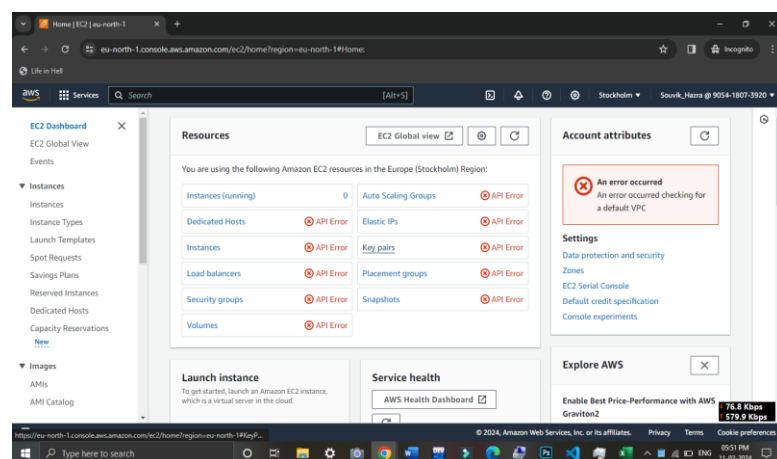 Home | EC2 | eu-north-1
eu-north-1.console.aws.amazon.com/ec2/home?region=eu-north-1#Home:
Incognito
Life in Hell
aws
Services
Search
[Alt+S]
Stockholm
Souvik_Hazra @ 9054-1807-3920
EC2 Dashboard
EC2 Global View
Events
Instances
Instances
Instance Types
Launch Templates
Spot Requests
Savings Plans
Reserved Instances
Dedicated Hosts
Capacity Reservations
New
Images
AMIs
AMI Catalog
Resources
EC2 Global view
You are using the following Amazon EC2 resources in the Europe (Stockholm) Region:
Instances (running) 0
Auto Scaling Groups API Error
Dedicated Hosts API Error
Elastic IPs API Error
Instances API Error
Key pairs API Error
Load balancers API Error
Placement groups API Error
Security groups API Error
Snapshots API Error
Volumes API Error
Launch instance
To get started, launch an Amazon EC2 instance,
which is a virtual server in the cloud.
Service health
AWS Health Dashboard
Account attributes
An error occurred
An error occurred checking for
a default VPC
Settings
Data protection and security
Zones
EC2 Serial Console
Default credit specification
Console experiments
Explore AWS
Enable Best Price-Performance with AWS
Graviton2
76.8 Kbps
579.9 Kbps
https://eu-north-1.console.aws.amazon.com/ec2/home?region=eu-north-1#KeyP...
© 2024, Amazon Web Services, Inc. or its affiliates.
Privacy
Terms
Cookie preferences
Type here to search
ENG
05:51 PM
11-02-2024